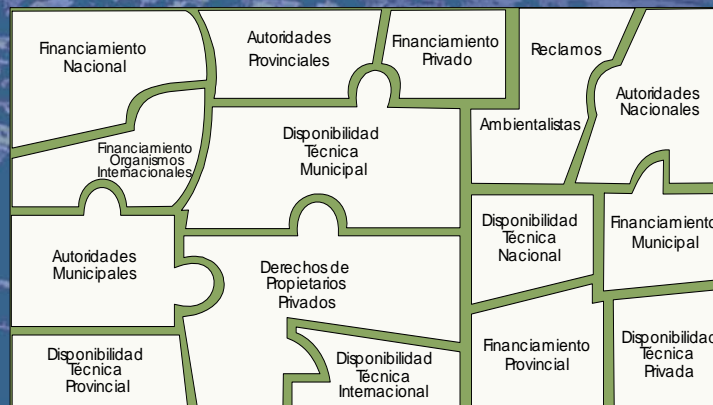 Financiamiento
Nacional
Autoridades
Provinciales
Financiamiento
Privado
Reclamos
Ambientalistas
Autoridades
Nacionales
Financiamiento
Organismos
Internacionales
Disponibilidad
Técnica
Municipal
Autoridades
Municipales
Derechos de
Propietarios
Privados
Disponibilidad
Técnica
Nacional
Financiamiento
Municipal
Disponibilidad
Técnica
Provincial
Disponibilidad
Técnica
Internacional
Financiamiento
Provincial
Disponibilidad
Técnica
Privada